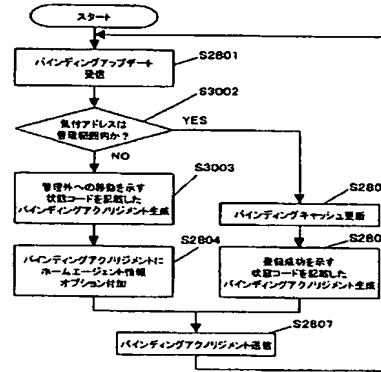 スタート
S2801
バインディングアップデート
受信
S3002
気付アドレスは
管理範囲内か？
YES
NO
S3003
管理外への移動を示す
状態コードを記載した
バインディングアクノリジメント生成
S280
バインディングキャッシュ更新
S2804
バインディングアクノリジメントに
ホームエージェント情報
オプション付加
S280
登録成功を示す
状態コードを記載した
バインディングアクノリジメント生成
S2807
バインディングアクノリジメント送信